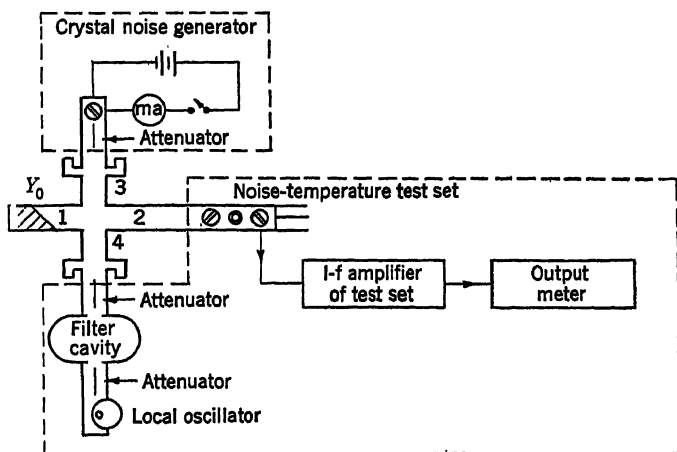 Crystal noise generator
ma
Attenuator
Y0
3
Noise-temperature test set
1
2
4
I-f amplifier
of test set
Output
meter
Attenuator
Filter
cavity
Attenuator
Local oscillator